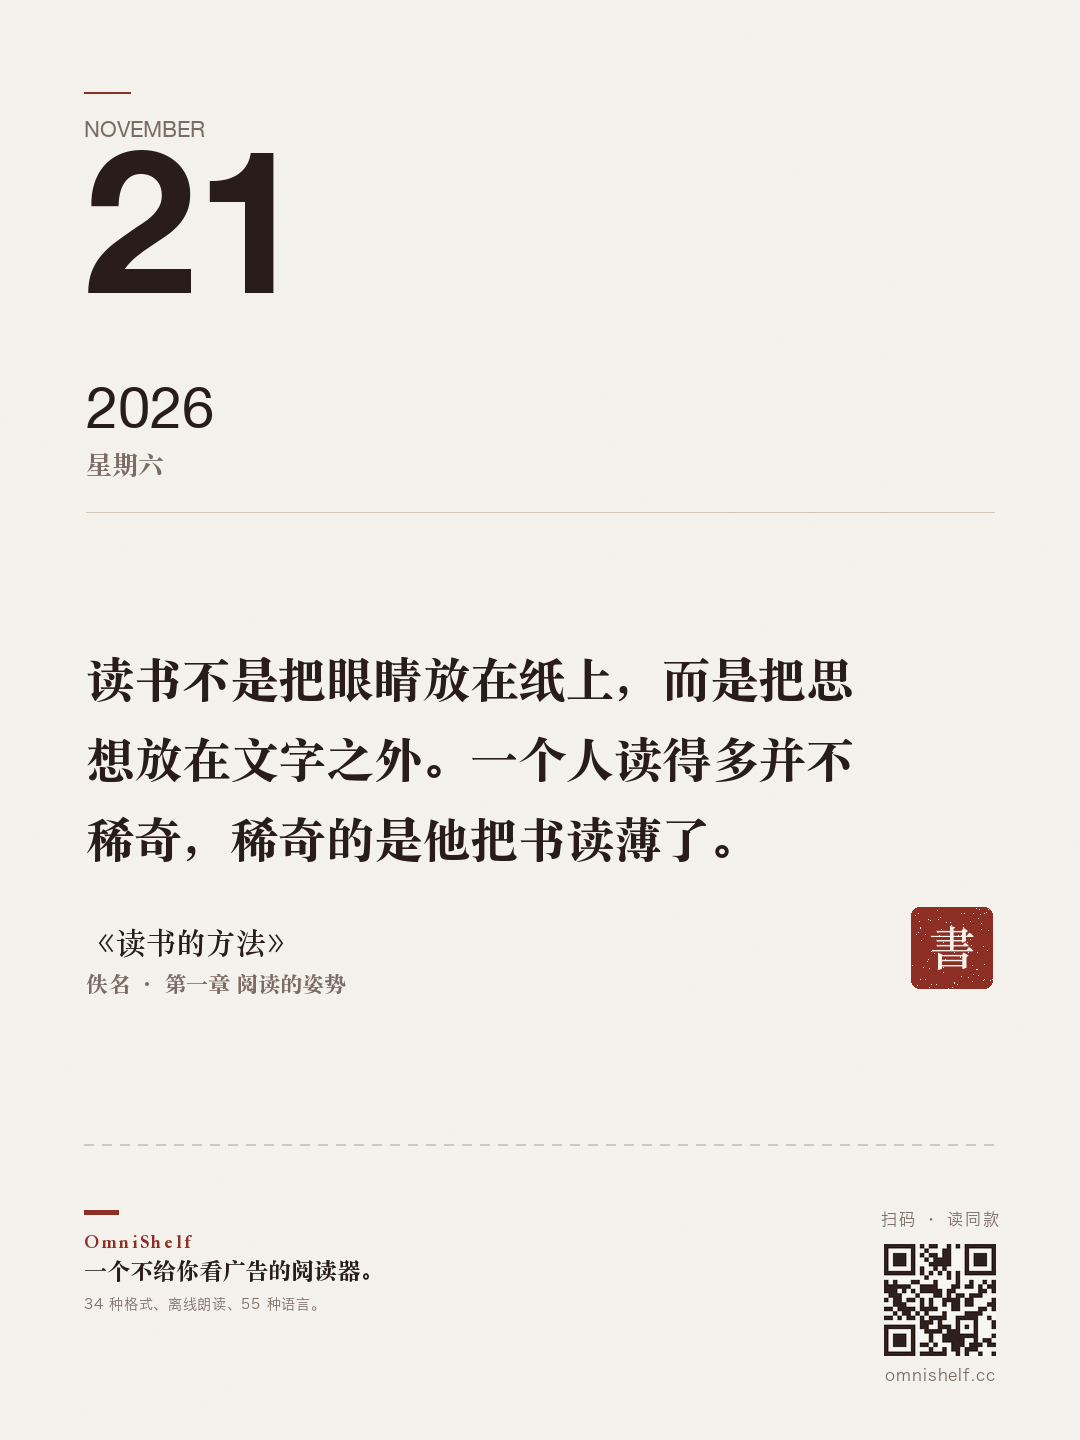 NOVEMBER
21
2026
星期六
读书不是把眼睛放在纸上，而是把思
想放在文字之外。一个人读得多并不
稀奇，稀奇的是他把书读薄了。
《读书的方法》
佚名 · 第一章 阅读的姿势
書
OmniShelf
一个不给你看广告的阅读器。
34 种格式、离线朗读、55 种语言。
扫码 · 读同款
omnishelf.cc